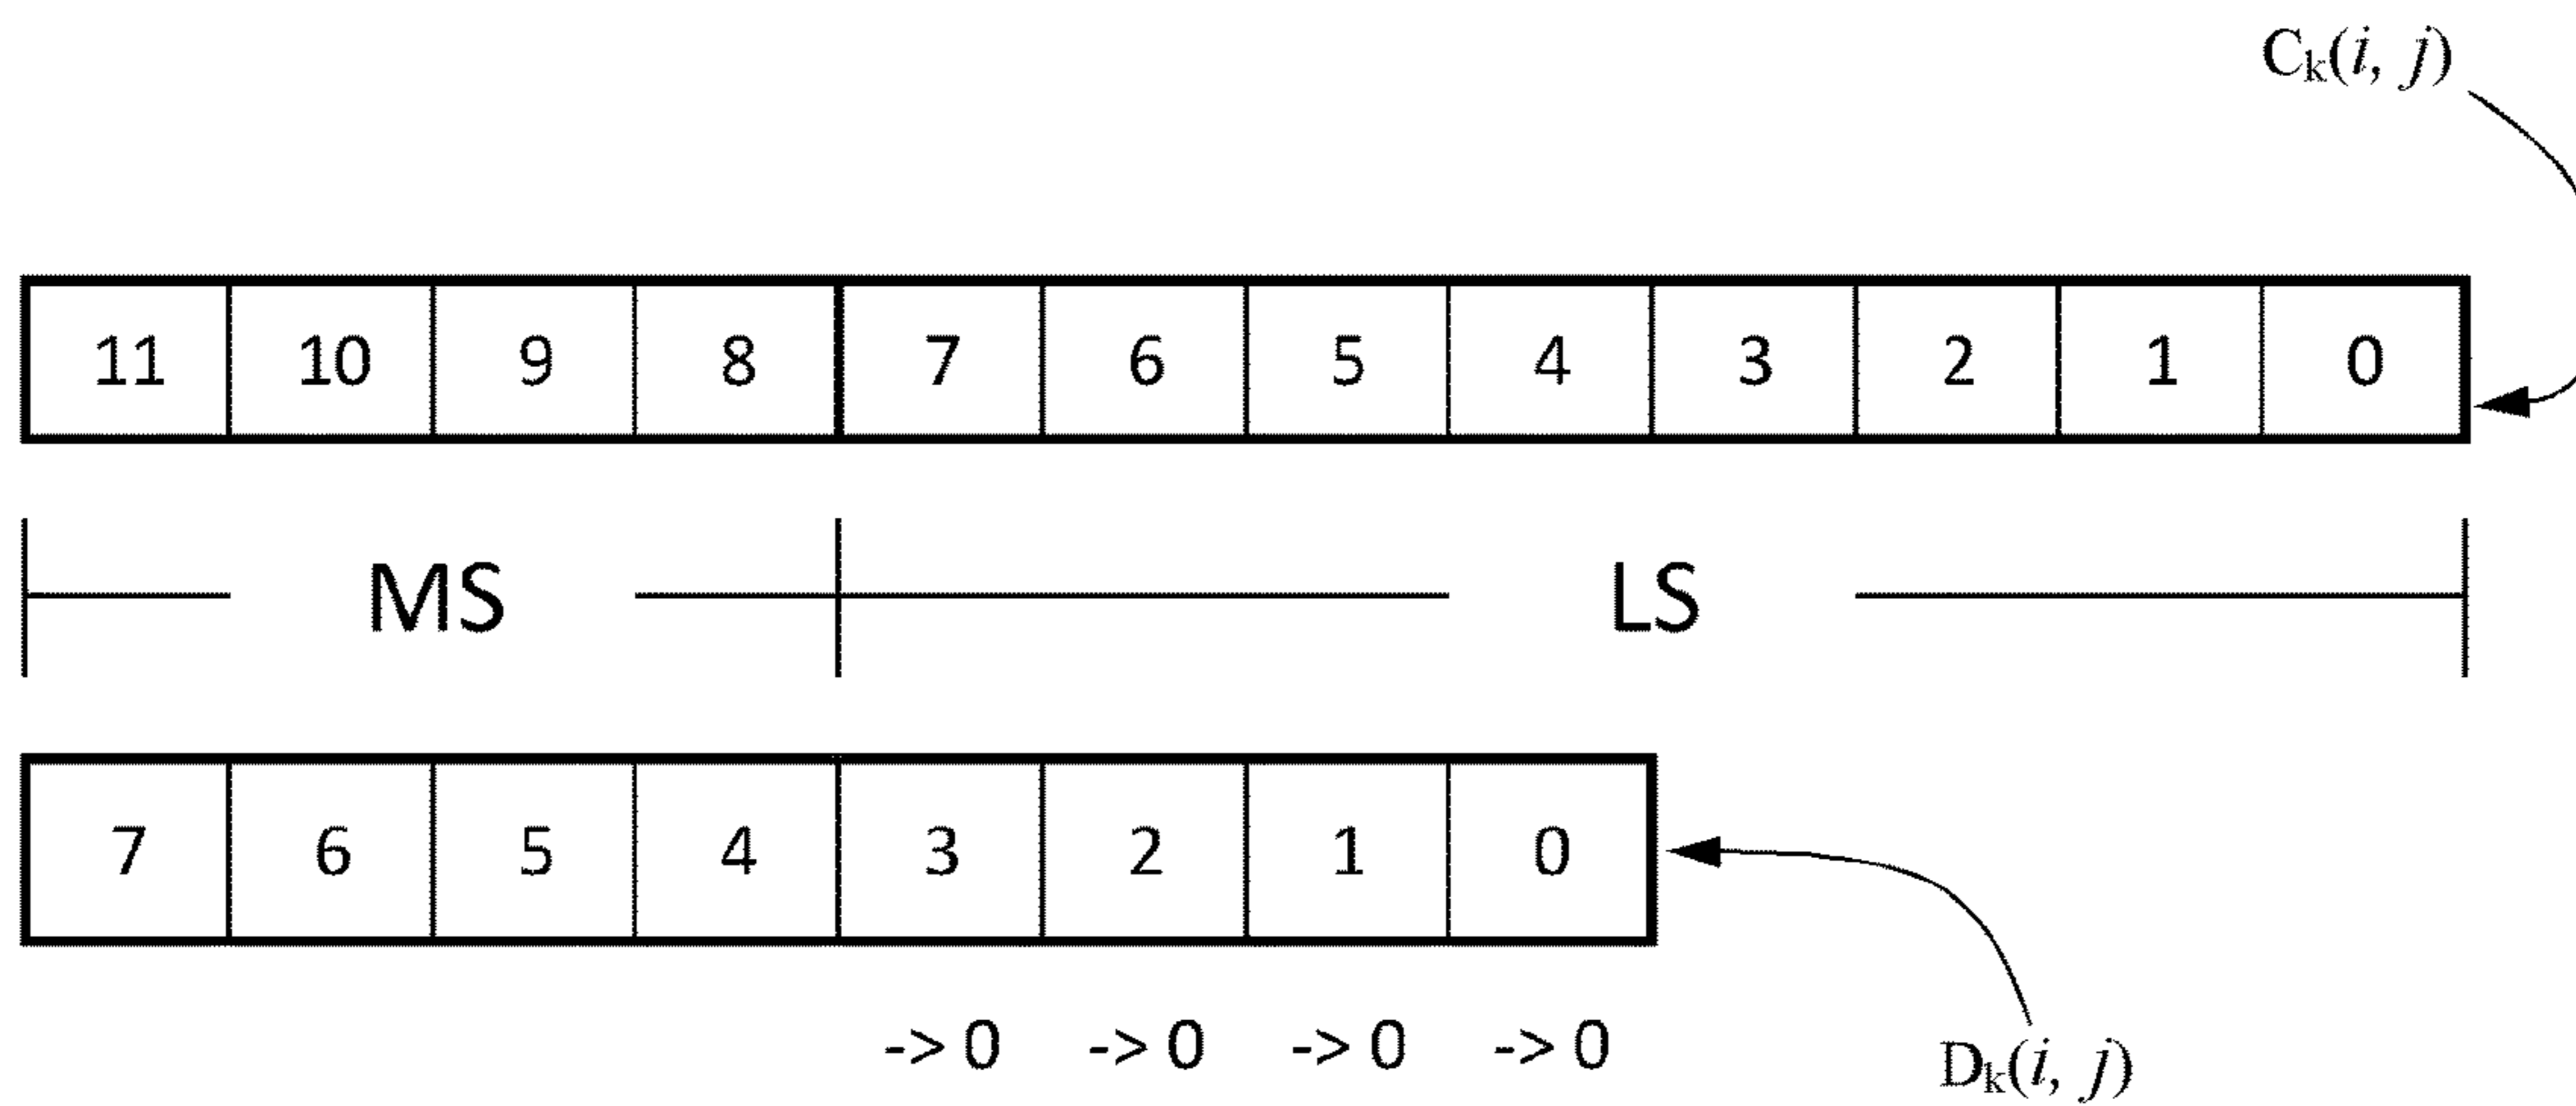 Cₖ(i, j)
11 10 9 8 7 6 5 4 3 2 1 0
MS LS
7 6 5 4 3 2 1 0
-> 0 -> 0 -> 0 -> 0
Dₖ(i, j)